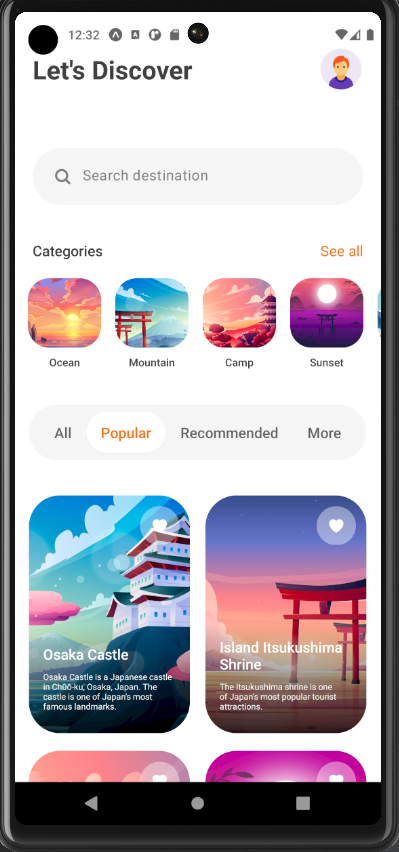 12:32
Let's Discover
Search destination
Categories
See all
Ocean
Mountain
Camp
Sunset
All
Popular
Recommended
More
Osaka Castle
Osaka Castle is a Japanese castle
in Chūō-ku, Osaka, Japan. The
castle is one of Japan's most
famous landmarks.
Island Itsukushima
Shrine
The Itsukushima shrine is one
of Japan's most popular tourist
attractions.